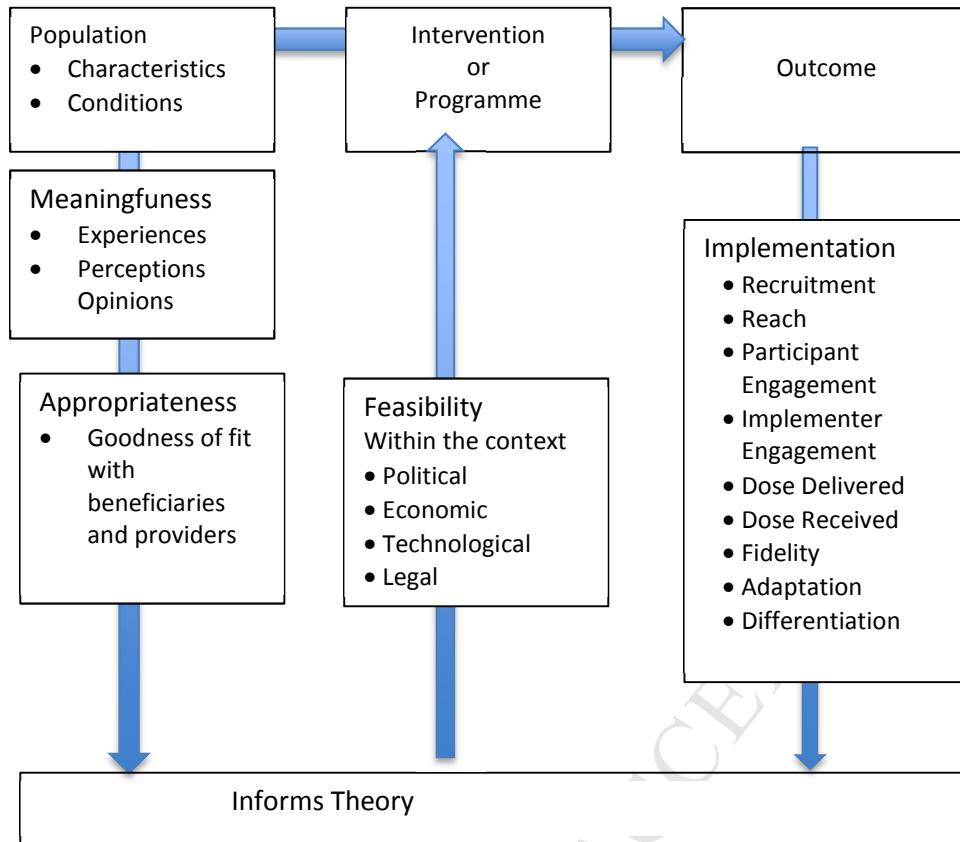 Population
• Characteristics
• Conditions
Intervention
or
Programme
Outcome
Meaningfuness
• Experiences
• Perceptions
Opinions
Appropriateness
• Goodness of fit
with
beneficiaries
and providers
Feasibility
Within the context
• Political
• Economic
• Technological
• Legal
Implementation
• Recruitment
• Reach
• Participant
Engagement
• Implementer
Engagement
• Dose Delivered
• Dose Received
• Fidelity
• Adaptation
• Differentiation
Informs Theory